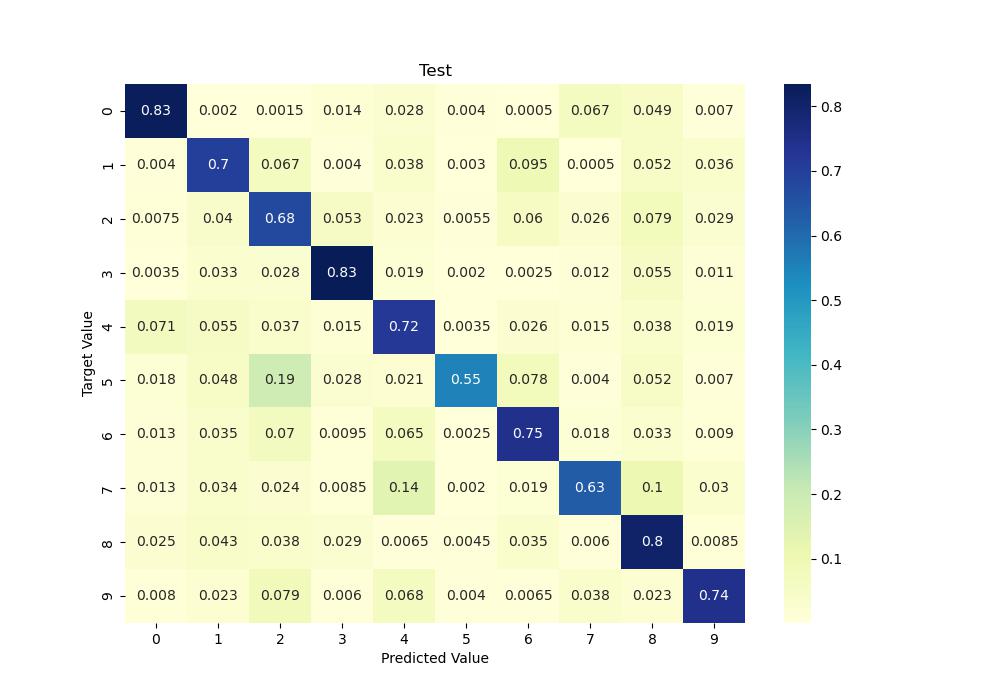 Test
0 0.83 0.002 0.0015 0.014 0.028 0.004 0.0005 0.067 0.049 0.007
1 0.004 0.7 0.067 0.004 0.038 0.003 0.095 0.0005 0.052 0.036
2 0.0075 0.04 0.68 0.053 0.023 0.0055 0.06 0.026 0.079 0.029
3 0.0035 0.033 0.028 0.83 0.019 0.002 0.0025 0.012 0.055 0.011
4 0.071 0.055 0.037 0.015 0.72 0.0035 0.026 0.015 0.038 0.019
5 0.018 0.048 0.19 0.028 0.021 0.55 0.078 0.004 0.052 0.007
6 0.013 0.035 0.07 0.0095 0.065 0.0025 0.75 0.018 0.033 0.009
7 0.013 0.034 0.024 0.0085 0.14 0.002 0.019 0.63 0.1 0.03
8 0.025 0.043 0.038 0.029 0.0065 0.0045 0.035 0.006 0.8 0.0085
9 0.008 0.023 0.079 0.006 0.068 0.004 0.0065 0.038 0.023 0.74
0 1 2 3 4 5 6 7 8 9
Predicted Value
Target Value
0.8
0.7
0.6
0.5
0.4
0.3
0.2
0.1